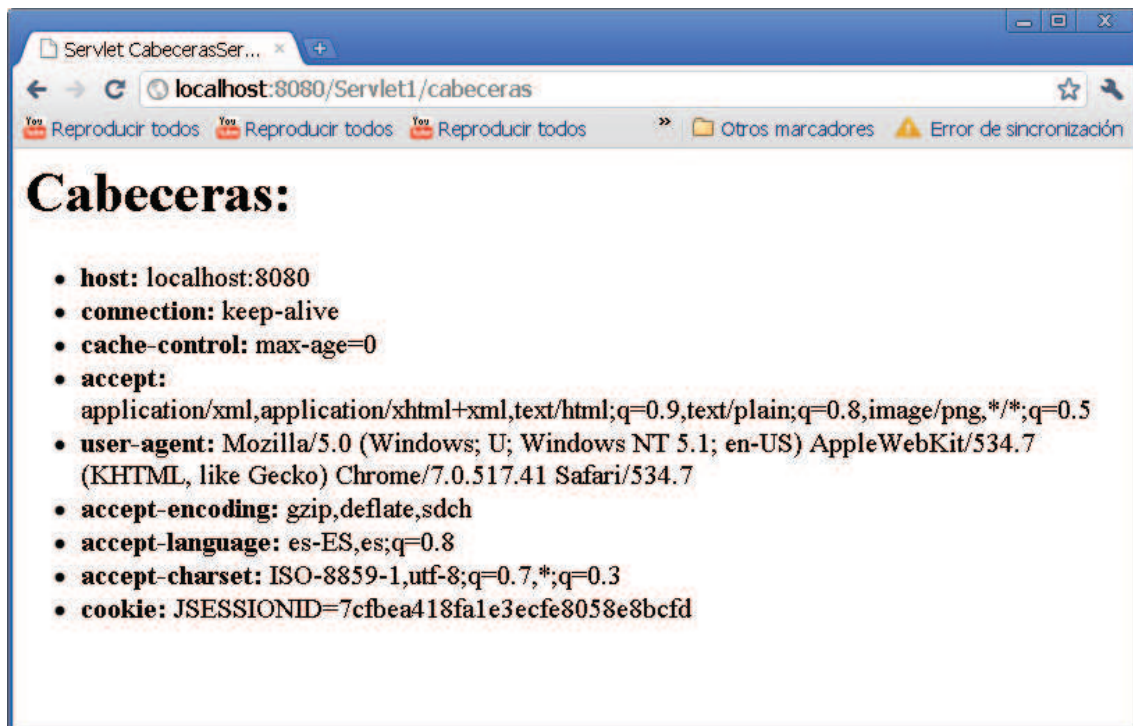 Servlet CabecerasSer...
localhost:8080/Servlet1/cabeceras
You Reproducir todos You Reproducir todos You Reproducir todos » Otros marcadores Error de sincronización
Cabeceras:
• host: localhost:8080
• connection: keep-alive
• cache-control: max-age=0
• accept:
application/xml,application/xhtml+xml,text/html;q=0.9,text/plain;q=0.8,image/png,*/*;q=0.5
• user-agent: Mozilla/5.0 (Windows; U; Windows NT 5.1; en-US) AppleWebKit/534.7
(KHTML, like Gecko) Chrome/7.0.517.41 Safari/534.7
• accept-encoding: gzip,deflate,sdch
• accept-language: es-ES,es;q=0.8
• accept-charset: ISO-8859-1,utf-8;q=0.7,*;q=0.3
• cookie: JSESSIONID=7cfbea418fa1e3ecfe8058e8bcfd